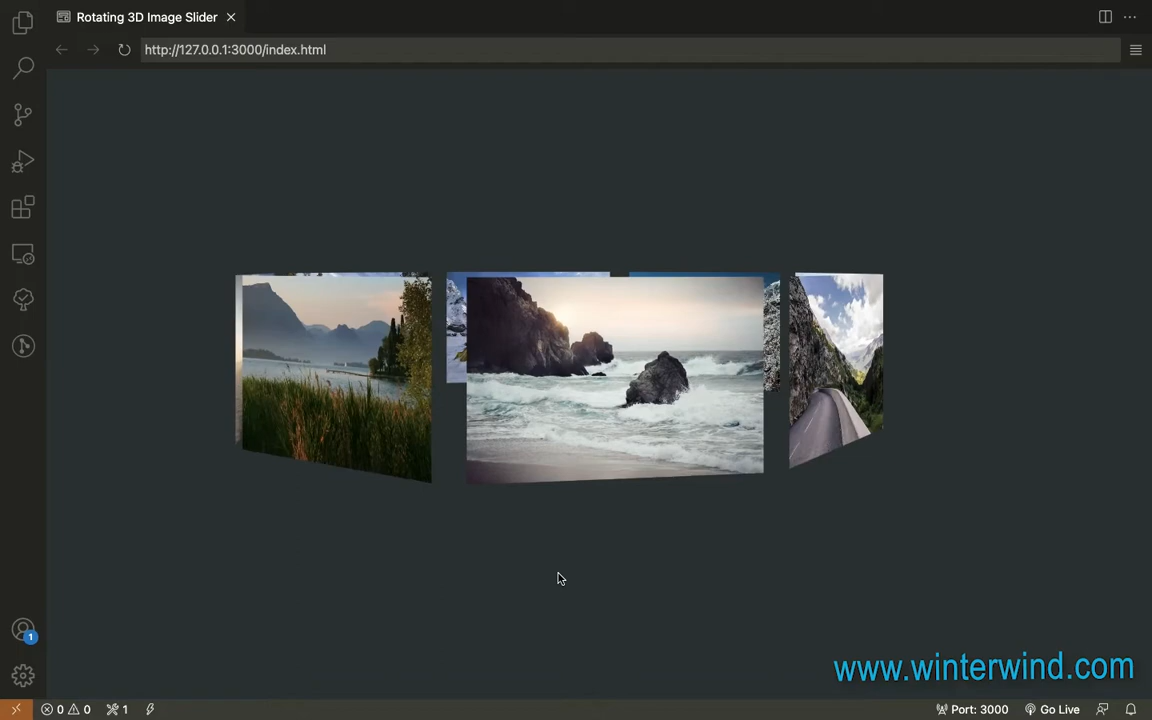 Rotating 3D Image Slider
http://127.0.0.1:3000/index.html
1
www.winterwind.com
0 0 1
Port: 3000 Go Live